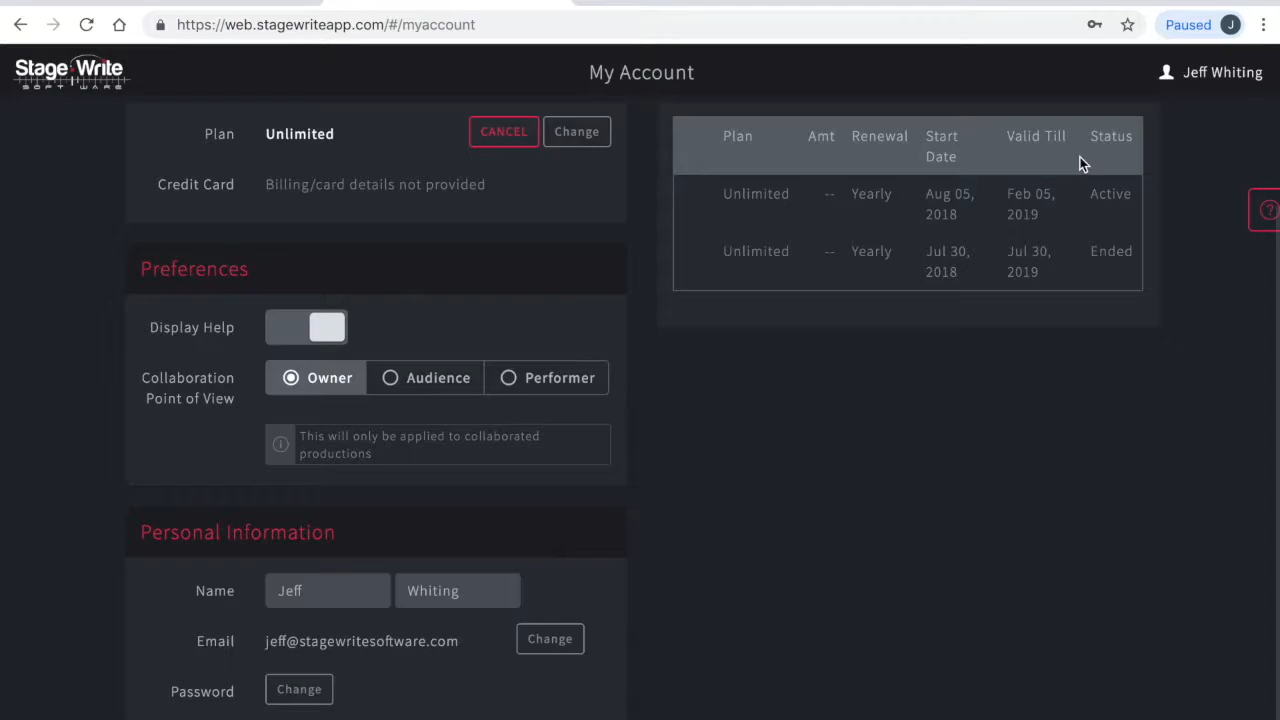 https://web.stagewriteapp.com/#/myaccount
Paused J
Stage Write
SOFTWARE
My Account
Jeff Whiting
Plan Unlimited CANCEL Change
Credit Card Billing/card details not provided
Preferences
Display Help
Collaboration
Point of View
Owner Audience Performer
This will only be applied to collaborated
productions
Personal Information
Name Jeff Whiting
Email jeff@stagewritesoftware.com Change
Password Change
Plan Amt Renewal Start Valid Till Status
Date
Unlimited -- Yearly Aug 05, Feb 05, Active
2018 2019
Unlimited -- Yearly Jul 30, Jul 30, Ended
2018 2019
?